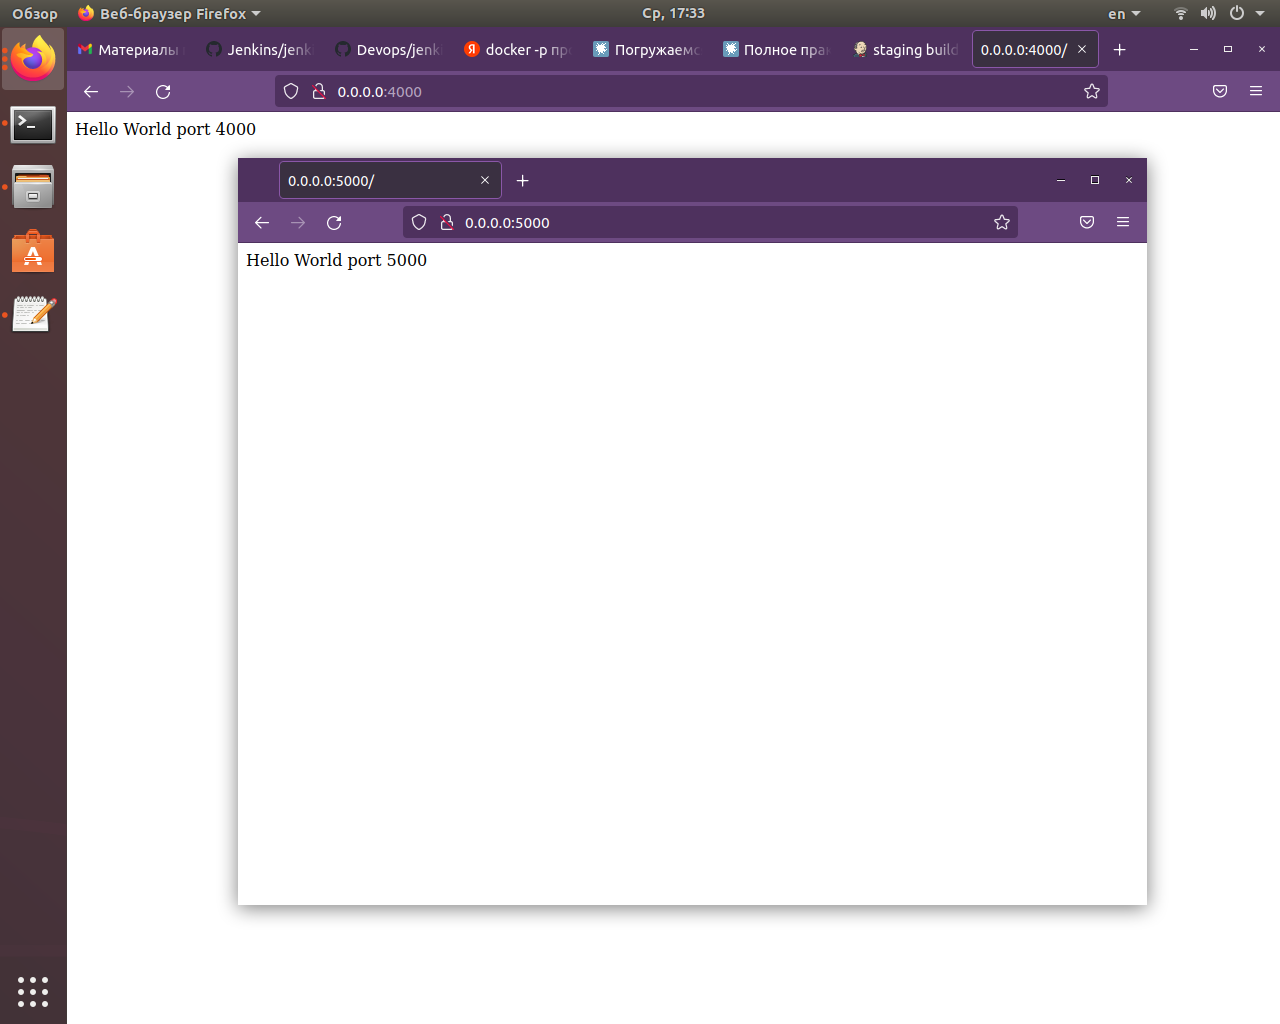 Обзор Веб-браузер Firefox Ср, 17:33 en
Материалы Jenkins/jenk Devops/jenk docker -p пр Погружаемс Полное прак staging build 0.0.0.0:4000/
0.0.0.0:4000
Hello World port 4000
0.0.0.0:5000/
0.0.0.0:5000
Hello World port 5000